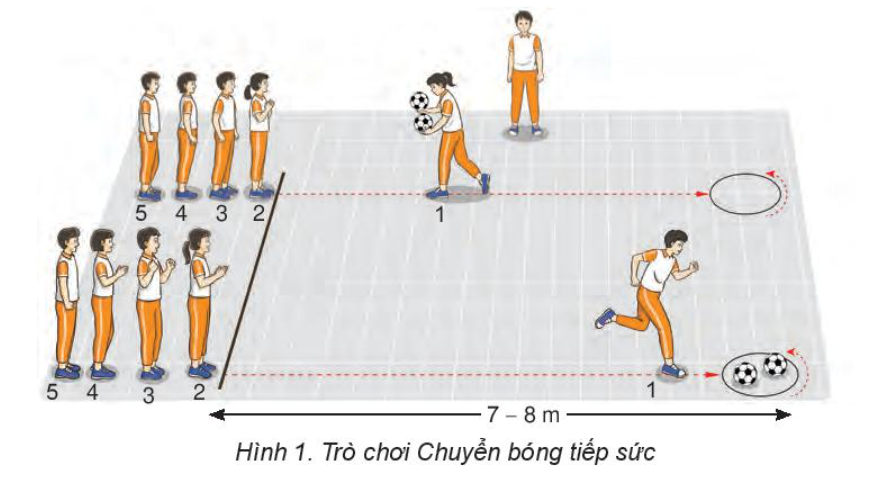 5 4 3 2 1
5 4 3 2 1
7 – 8 m
Hình 1. Trò chơi Chuyển bóng tiếp sức